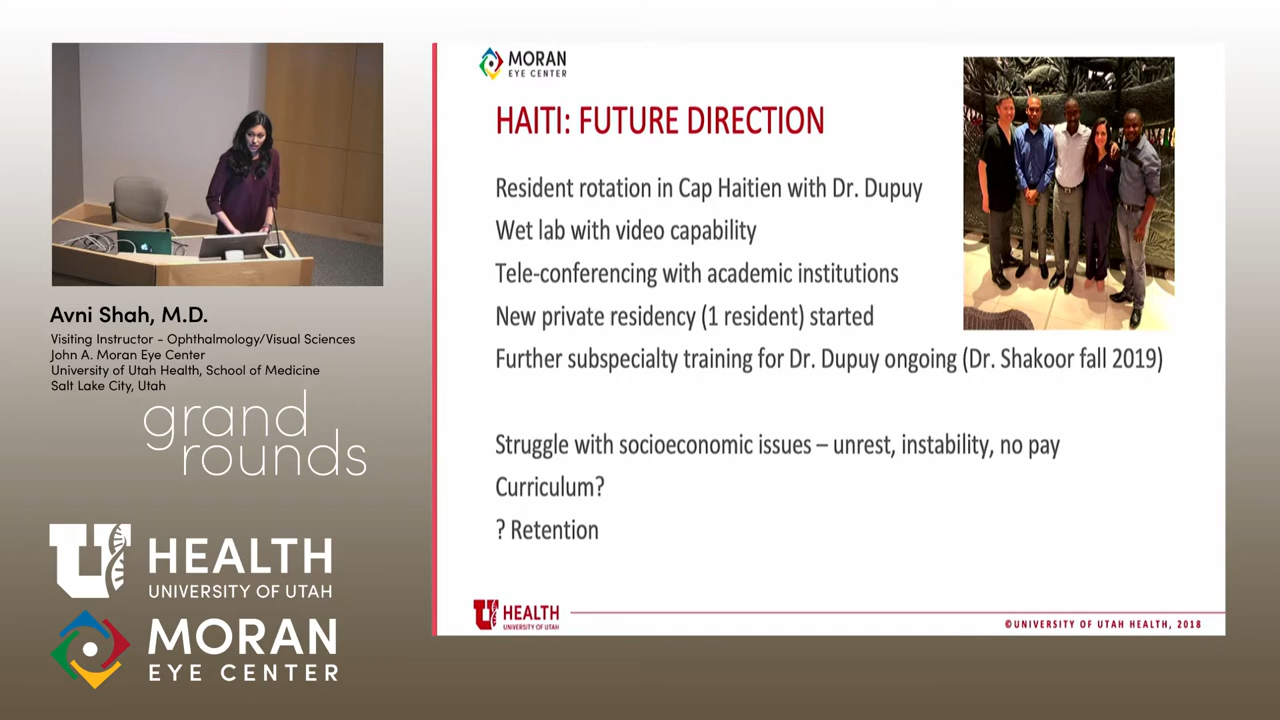 Avni Shah, M.D.
Visiting Instructor - Ophthalmology/Visual Sciences
John A. Moran Eye Center
University of Utah Health, School of Medicine
Salt Lake City, Utah
grand
rounds
U HEALTH
UNIVERSITY OF UTAH
MORAN
EYE CENTER
MORAN
EYE CENTER
HAITI: FUTURE DIRECTION
Resident rotation in Cap Haitien with Dr. Dupuy
Wet lab with video capability
Tele-conferencing with academic institutions
New private residency (1 resident) started
Further subspecialty training for Dr. Dupuy ongoing (Dr. Shakoor fall 2019)
Struggle with socioeconomic issues – unrest, instability, no pay
Curriculum?
? Retention
U HEALTH
UNIVERSITY OF UTAH
©UNIVERSITY OF UTAH HEALTH, 2018